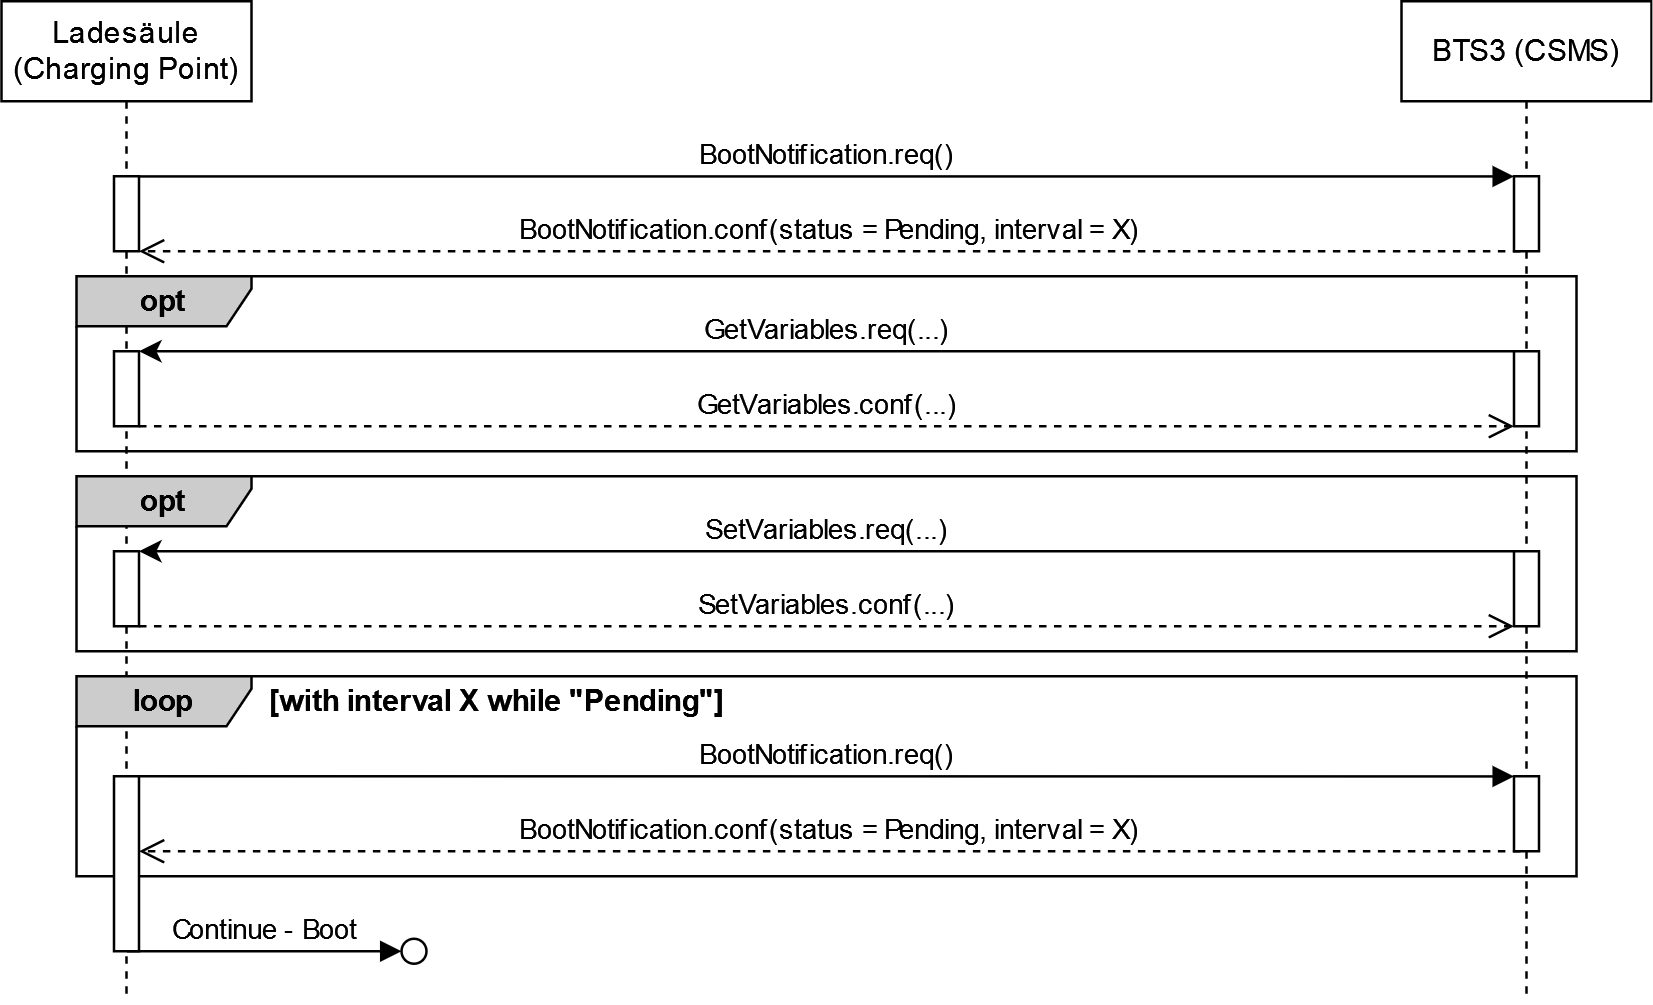 Ladesäule
(Charging Point)
BTS3 (CSMS)
BootNotification.req()
BootNotification.conf(status = Pending, interval = X)
opt
GetVariables.req(...)
GetVariables.conf(...)
opt
SetVariables.req(...)
SetVariables.conf(...)
loop [with interval X while "Pending"]
BootNotification.req()
BootNotification.conf(status = Pending, interval = X)
Continue - Boot